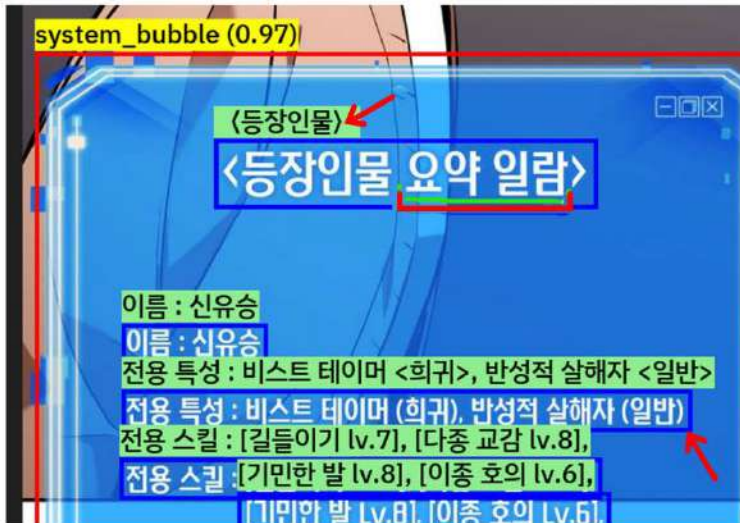 system_bubble (0.97)
〈등장인물〉
<등장인물 요약 일람>
이름 : 신유승
이름 : 신유승
전용 특성 : 비스트 테이머 <희귀>, 반성적 살해자 <일반>
전용 특성 : 비스트 테이머 (희귀), 반성적 살해자 (일반)
전용 스킬 : [길들이기 lv.7], [다종 교감 lv.8],
전용 스킬 : [기민한 발 lv.8], [이종 호의 lv.6],
[기민한 발 Lv.8], [이종 호의 Lv.6],